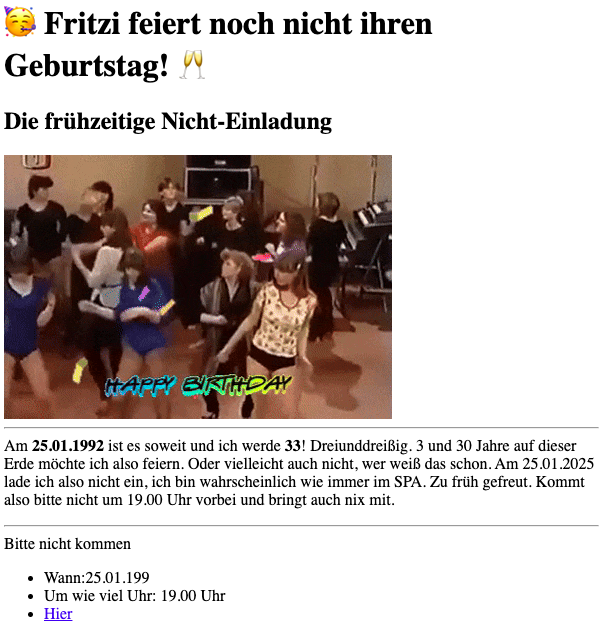 🥳 Fritzi feiert noch nicht ihren
Geburtstag! 🥂
Die frühzeitige Nicht-Einladung
HAPPY BIRTHDAY
Am 25.01.1992 ist es soweit und ich werde 33! Dreiunddreißig. 3 und 30 Jahre auf dieser
Erde möchte ich also feiern. Oder vielleicht auch nicht, wer weiß das schon. Am 25.01.2025
lade ich also nicht ein, ich bin wahrscheinlich wie immer im SPA. Zu früh gefreut. Kommt
also bitte nicht um 19.00 Uhr vorbei und bringt auch nix mit.
Bitte nicht kommen
• Wann:25.01.199
• Um wie viel Uhr: 19.00 Uhr
• Hier